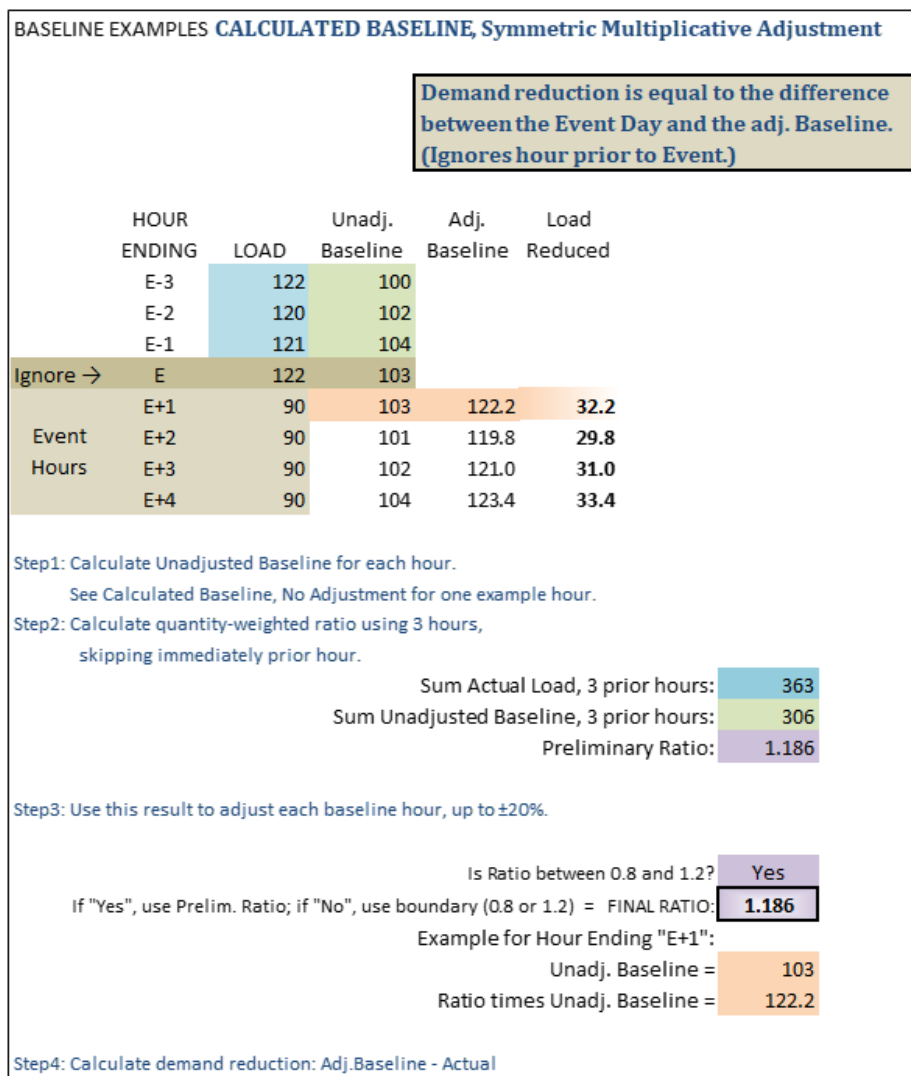 BASELINE EXAMPLES CALCULATED BASELINE, Symmetric Multiplicative Adjustment
Demand reduction is equal to the difference
between the Event Day and the adj. Baseline.
(Ignores hour prior to Event.)
HOUR Unadj. Adj. Load
ENDING LOAD Baseline Baseline Reduced
E-3 122 100
E-2 120 102
E-1 121 104
Ignore → E 122 103
E+1 90 103 122.2 32.2
Event E+2 90 101 119.8 29.8
Hours E+3 90 102 121.0 31.0
E+4 90 104 123.4 33.4
Step1: Calculate Unadjusted Baseline for each hour.
See Calculated Baseline, No Adjustment for one example hour.
Step2: Calculate quantity-weighted ratio using 3 hours,
skipping immediately prior hour.
Sum Actual Load, 3 prior hours: 363
Sum Unadjusted Baseline, 3 prior hours: 306
Preliminary Ratio: 1.186
Step3: Use this result to adjust each baseline hour, up to ±20%.
Is Ratio between 0.8 and 1.2? Yes
If "Yes", use Prelim. Ratio; if "No", use boundary (0.8 or 1.2) = FINAL RATIO: 1.186
Example for Hour Ending "E+1":
Unadj. Baseline = 103
Ratio times Unadj. Baseline = 122.2
Step4: Calculate demand reduction: Adj.Baseline - Actual